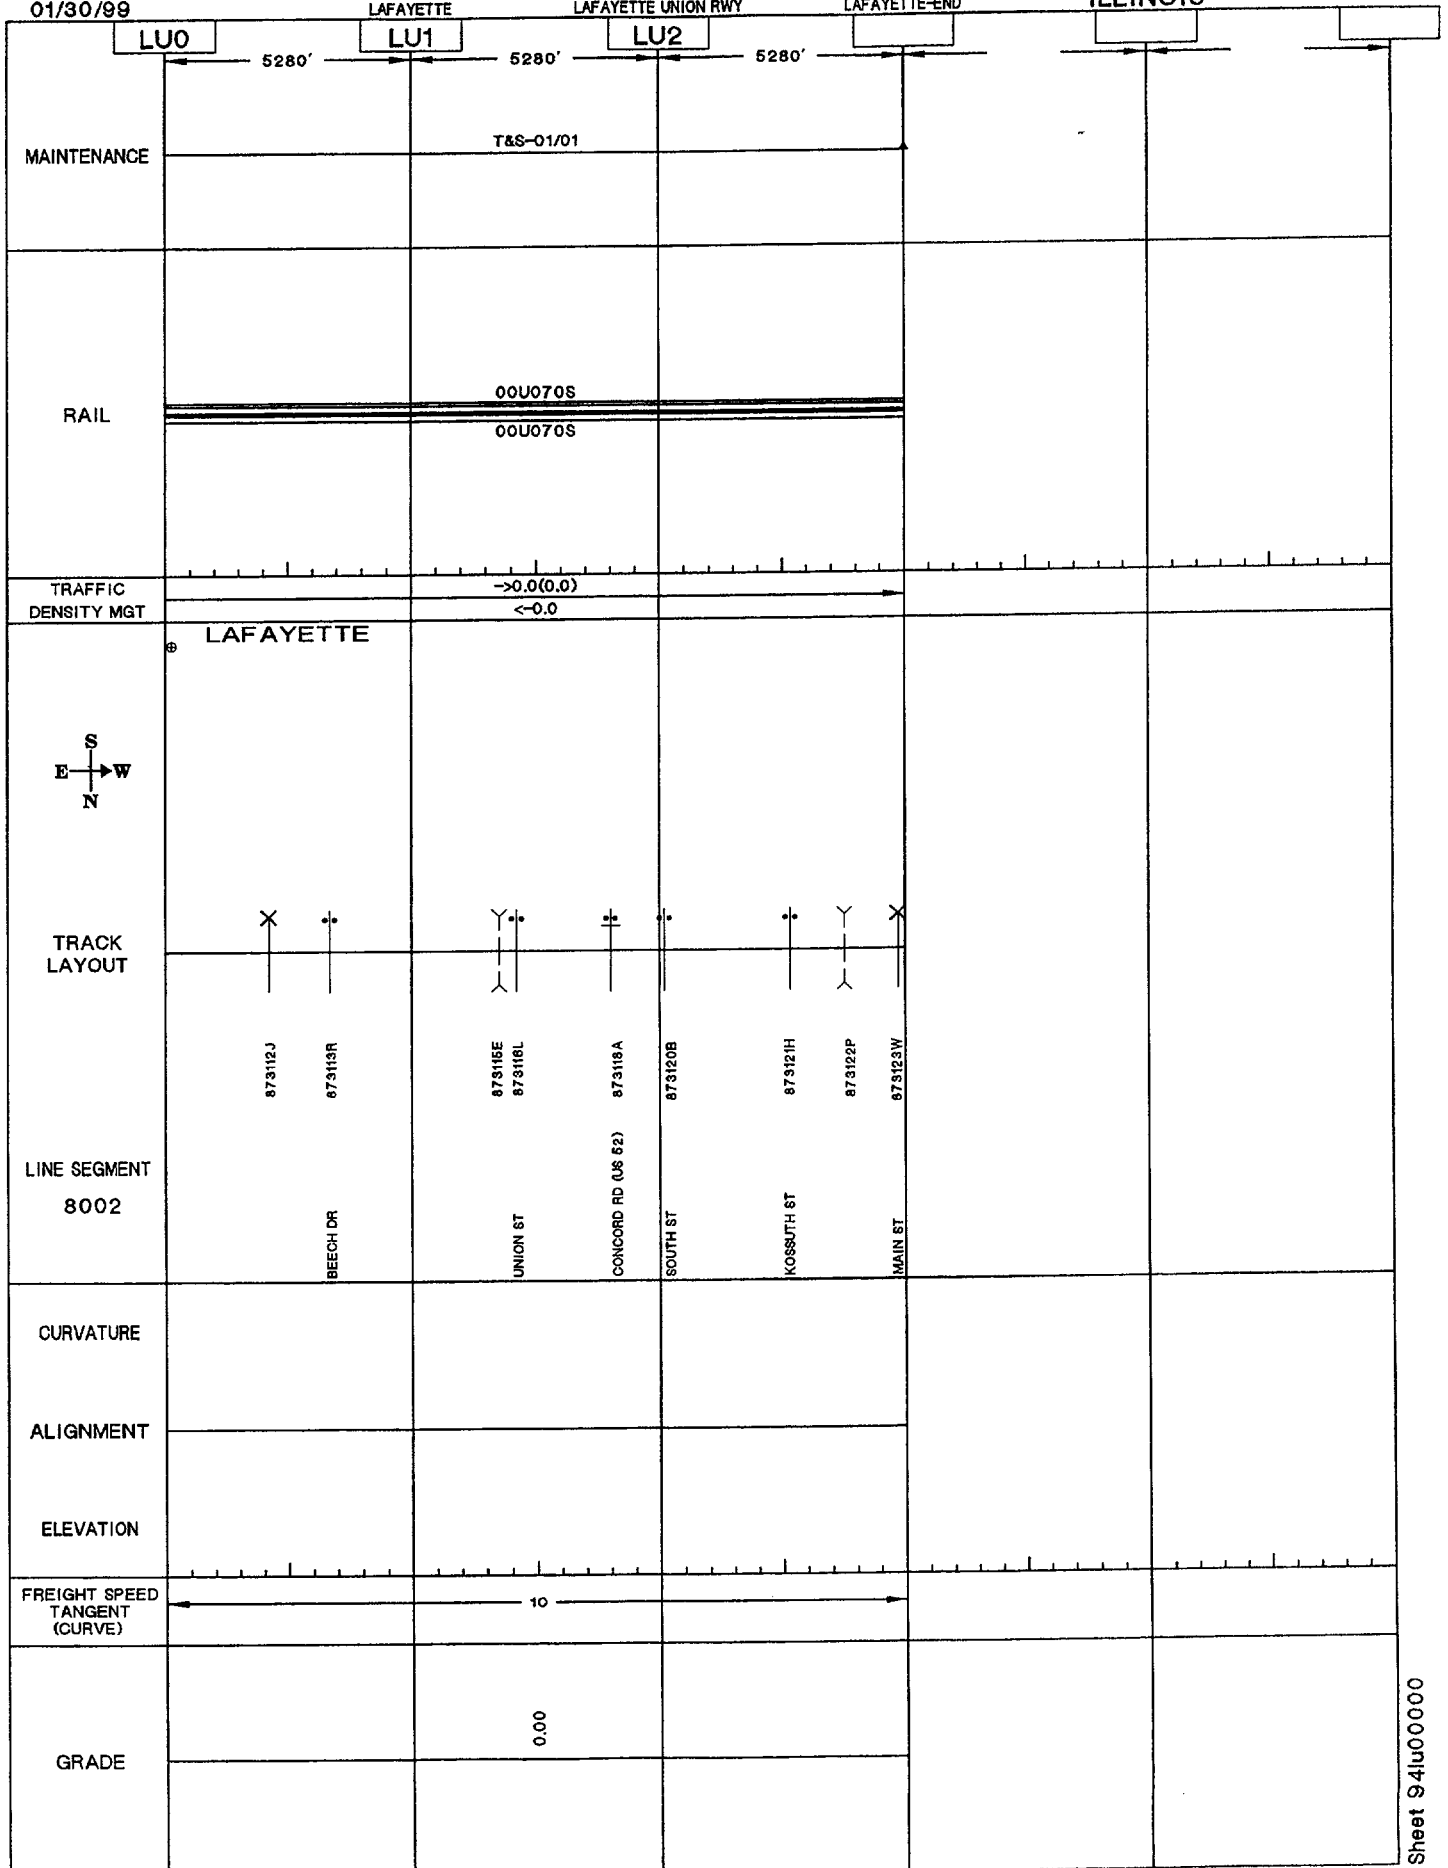 01/30/99 LAFAYETTE LAFAYETTE UNION RWY LAFAYETTE-END ILLINOIS
LU0 LU1 LU2
5280' 5280' 5280'
MAINTENANCE T&S-01/01
00U070S
RAIL
00U070S
TRAFFIC
DENSITY MGT
->0.0(0.0)
<-0.0
LAFAYETTE
S
E W
N
TRACK
LAYOUT
873112J
873113R
873115E
873116L
873118A
873120B
873121H
873122P
873123W
LINE SEGMENT
8002
BEECH DR
UNION ST
CONCORD RD (US 52)
SOUTH ST
KOSSUTH ST
MAIN ST
CURVATURE
ALIGNMENT
ELEVATION
FREIGHT SPEED
TANGENT
(CURVE)
10
0.00
GRADE
Sheet 94lu00000